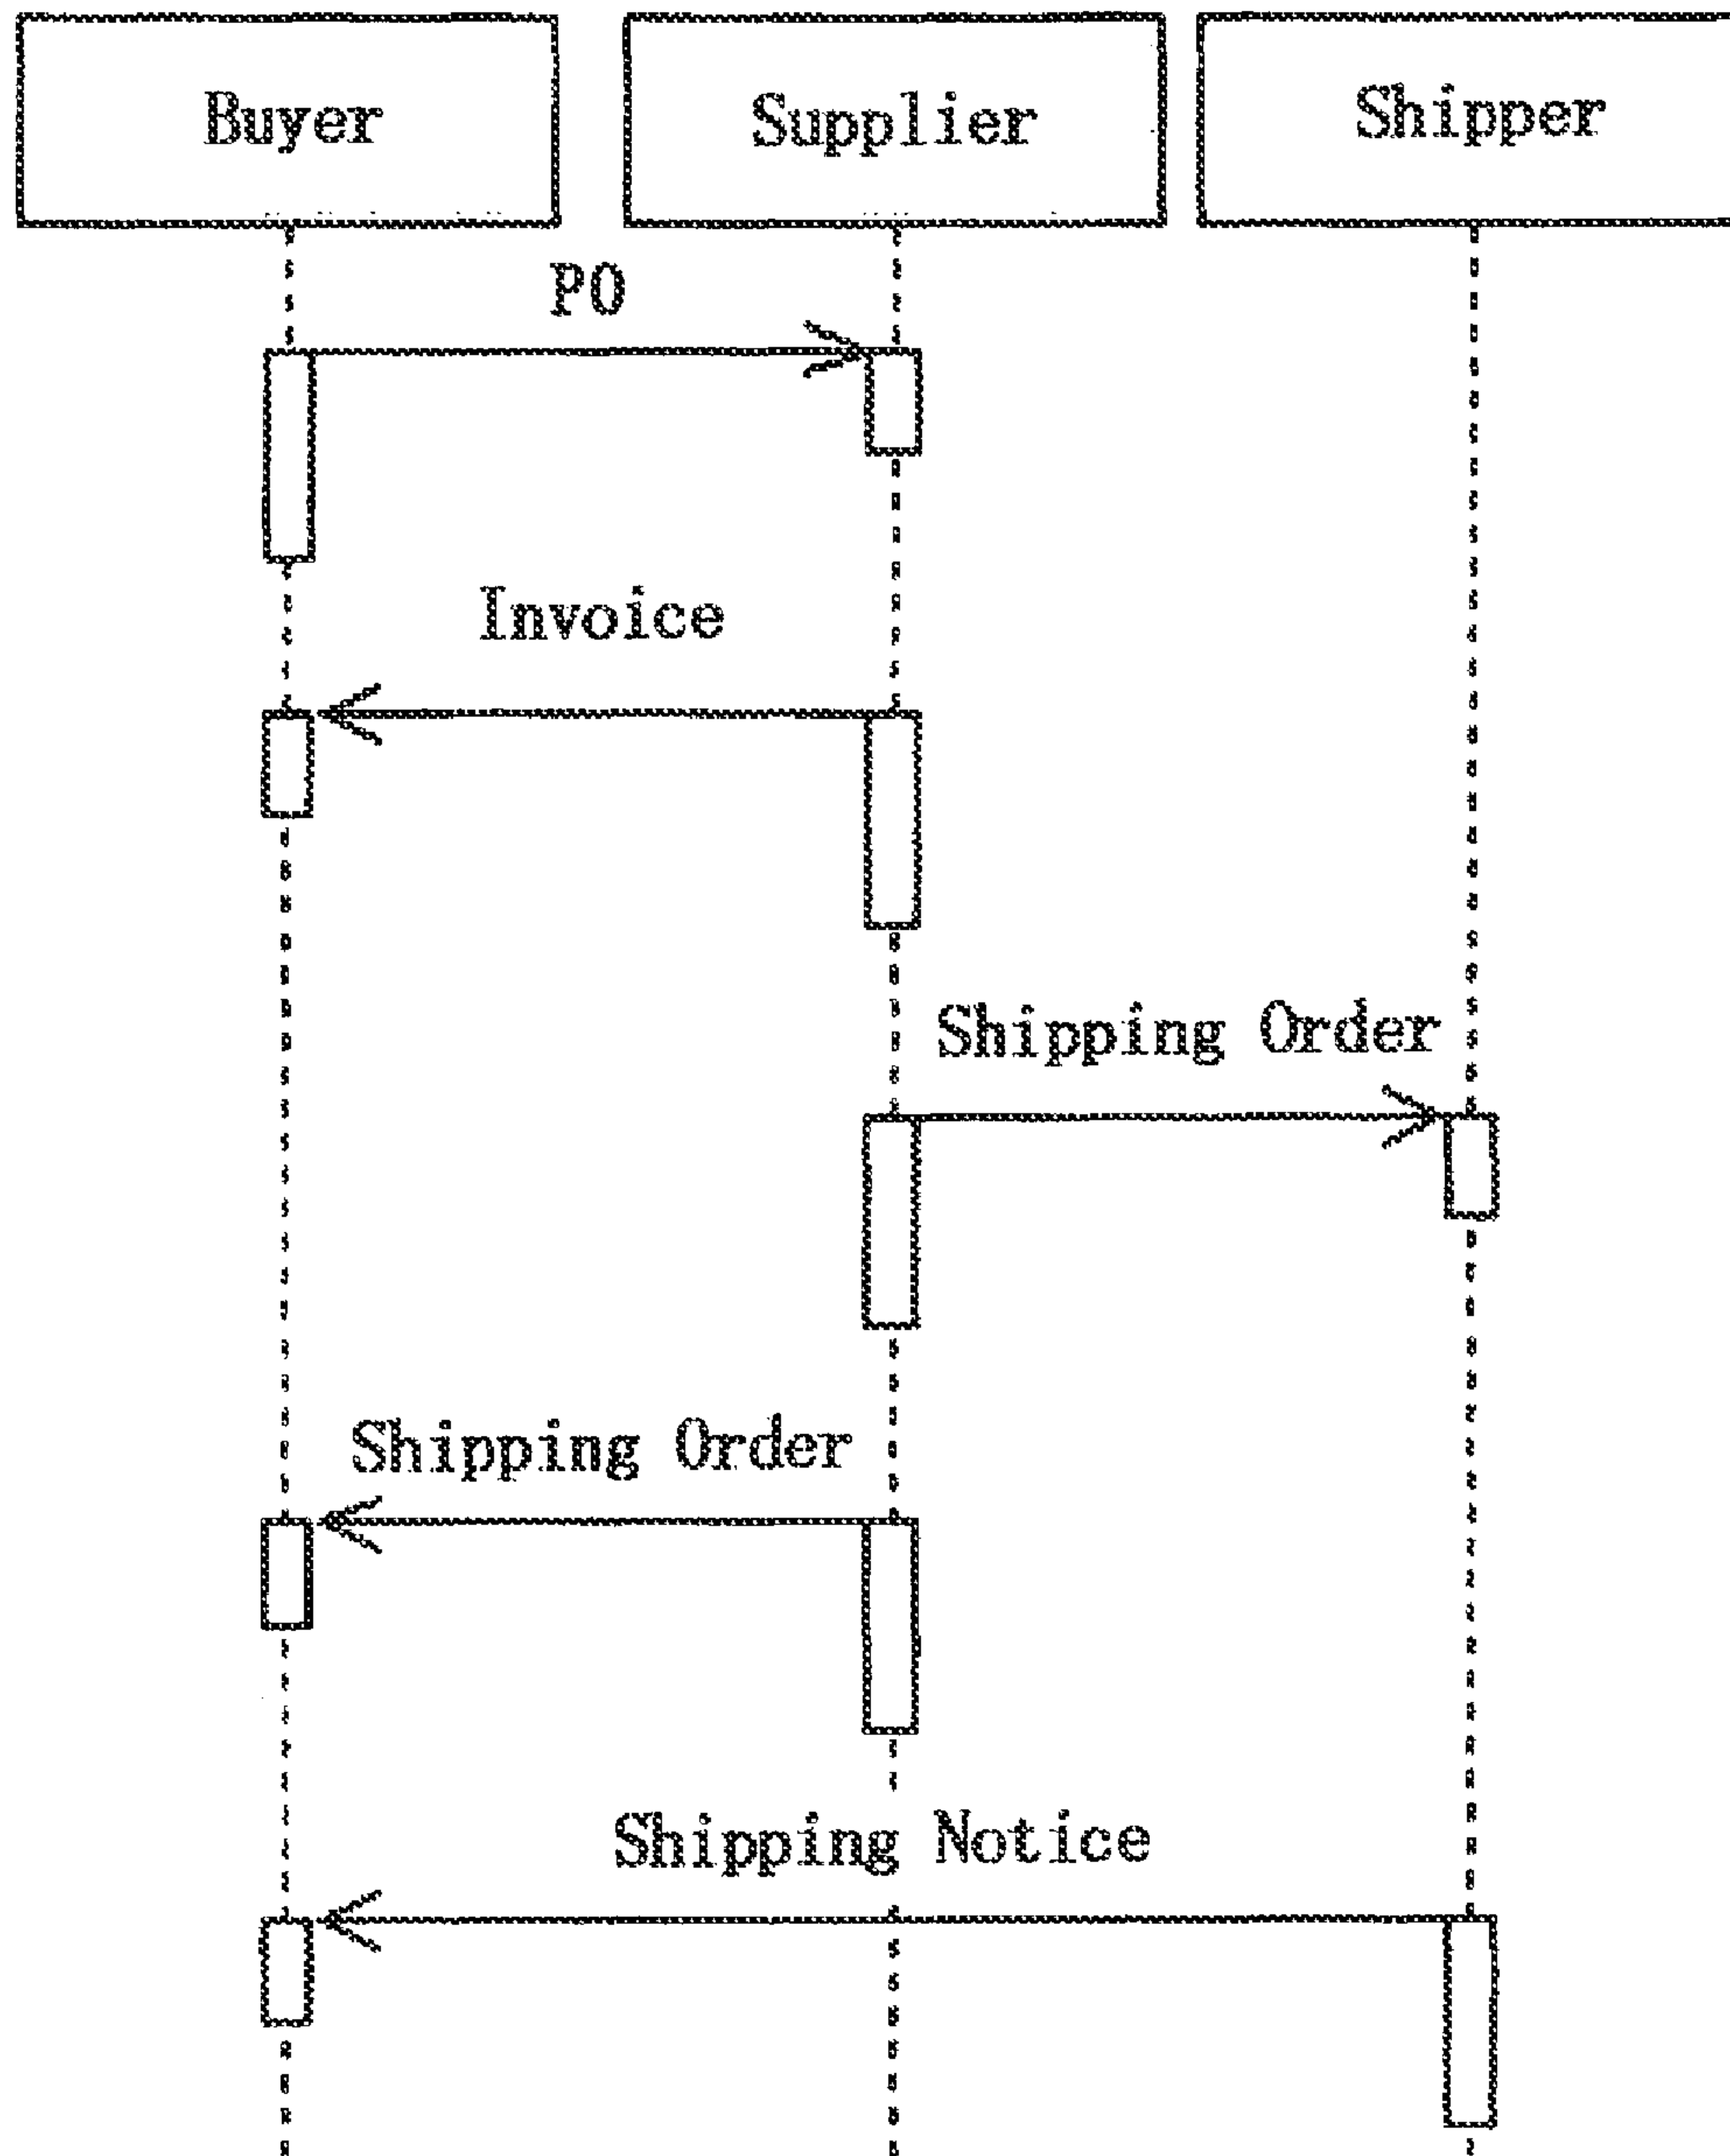 Buyer Supplier Shipper
PO
Invoice
Shipping Order
Shipping Order
Shipping Notice